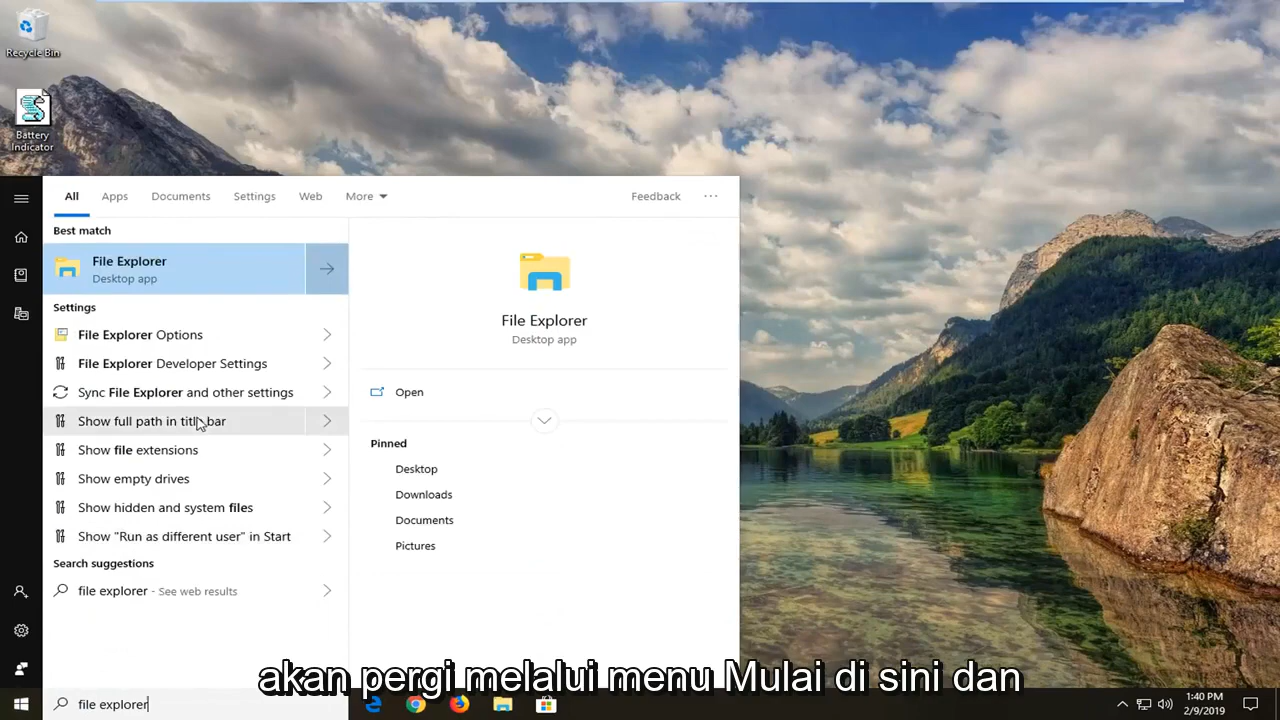 Recycle Bin
Battery
Indicator
All Apps Documents Settings Web More Feedback ...
Best match
File Explorer
Desktop app
Settings
File Explorer Options
File Explorer Developer Settings
Sync File Explorer and other settings
Show full path in title bar
Show file extensions
Show empty drives
Show hidden and system files
Show "Run as different user" in Start
Search suggestions
file explorer - See web results
File Explorer
Desktop app
Open
Pinned
Desktop
Downloads
Documents
Pictures
akan pergi melalui menu Mulai di sini dan
file explorer
1:40 PM
2/9/2019